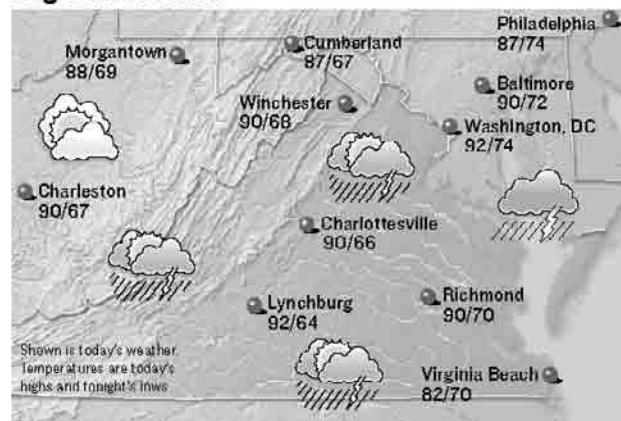 Philadelphia
87/74
Morgantown
88/69
Cumberland
87/67
Baltimore
90/72
Winchester
90/68
Washington, DC
92/74
Charleston
90/67
Charlottesville
90/66
Lynchburg
92/64
Richmond
90/70
Shown is today's weather.
Temperatures are today's
highs and tonight's lows
Virginia Beach
82/70